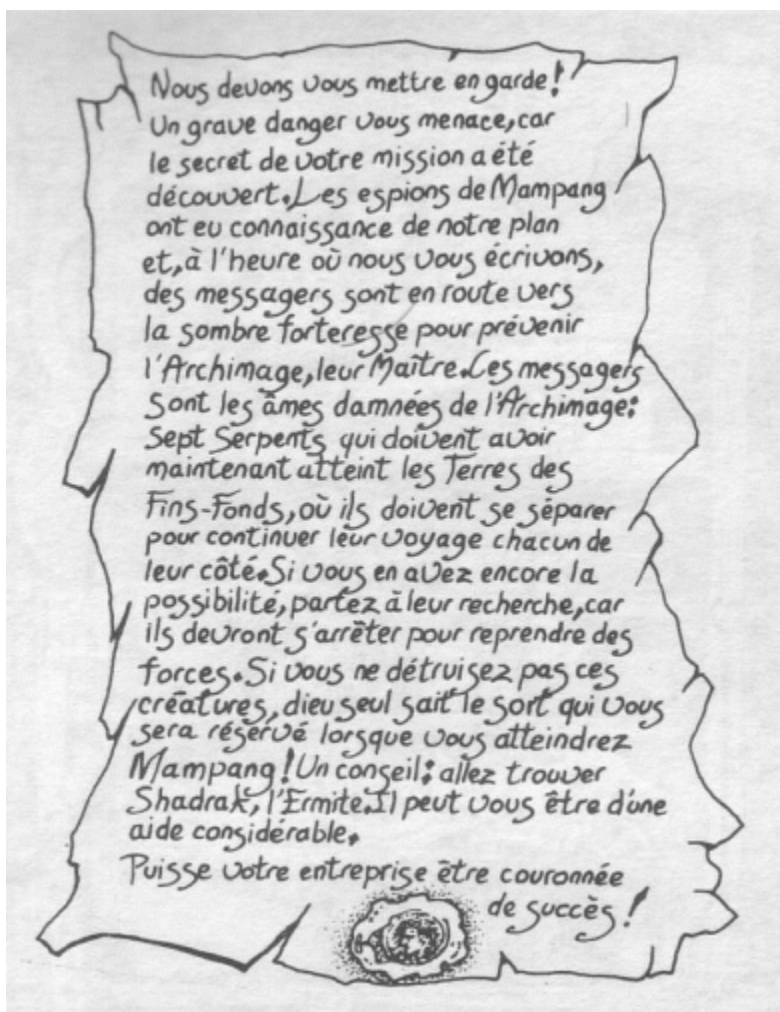 Nous devons vous mettre en garde!
Un grave danger vous menace, car
le secret de votre mission a été
découvert. Les espions de Mampang
ont eu connaissance de notre plan
et, à l'heure où nous vous écrivons,
des messagers sont en route vers
la sombre forteresse pour prévenir
l'Archimage, leur Maître. Ces messagers
sont les âmes damnées de l'Archimage:
Sept Serpents qui doivent avoir
maintenant atteint les Terres des
Fins-Fonds, où ils doivent se séparer
pour continuer leur voyage chacun de
leur côté. Si vous en avez encore la
possibilité, partez à leur recherche, car
ils devront s'arrêter pour reprendre des
forces. Si vous ne détruisez pas ces
créatures, dieu seul sait le sort qui vous
sera réservé lorsque vous atteindrez
Mampang! Un conseil: allez trouver
Shadrak, l'Ermite. Il peut vous être d'une
aide considérable.
Puisse votre entreprise être couronnée
de succès!